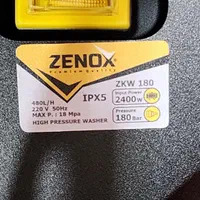 ZENOX
Premium Quality
ZKW 180
480L/H
IPX5
Input Power
2400w
220 V 50Hz
MAX P. : 18 Mpa
Pressure
180 Bar
HIGH PRESSURE WASHER